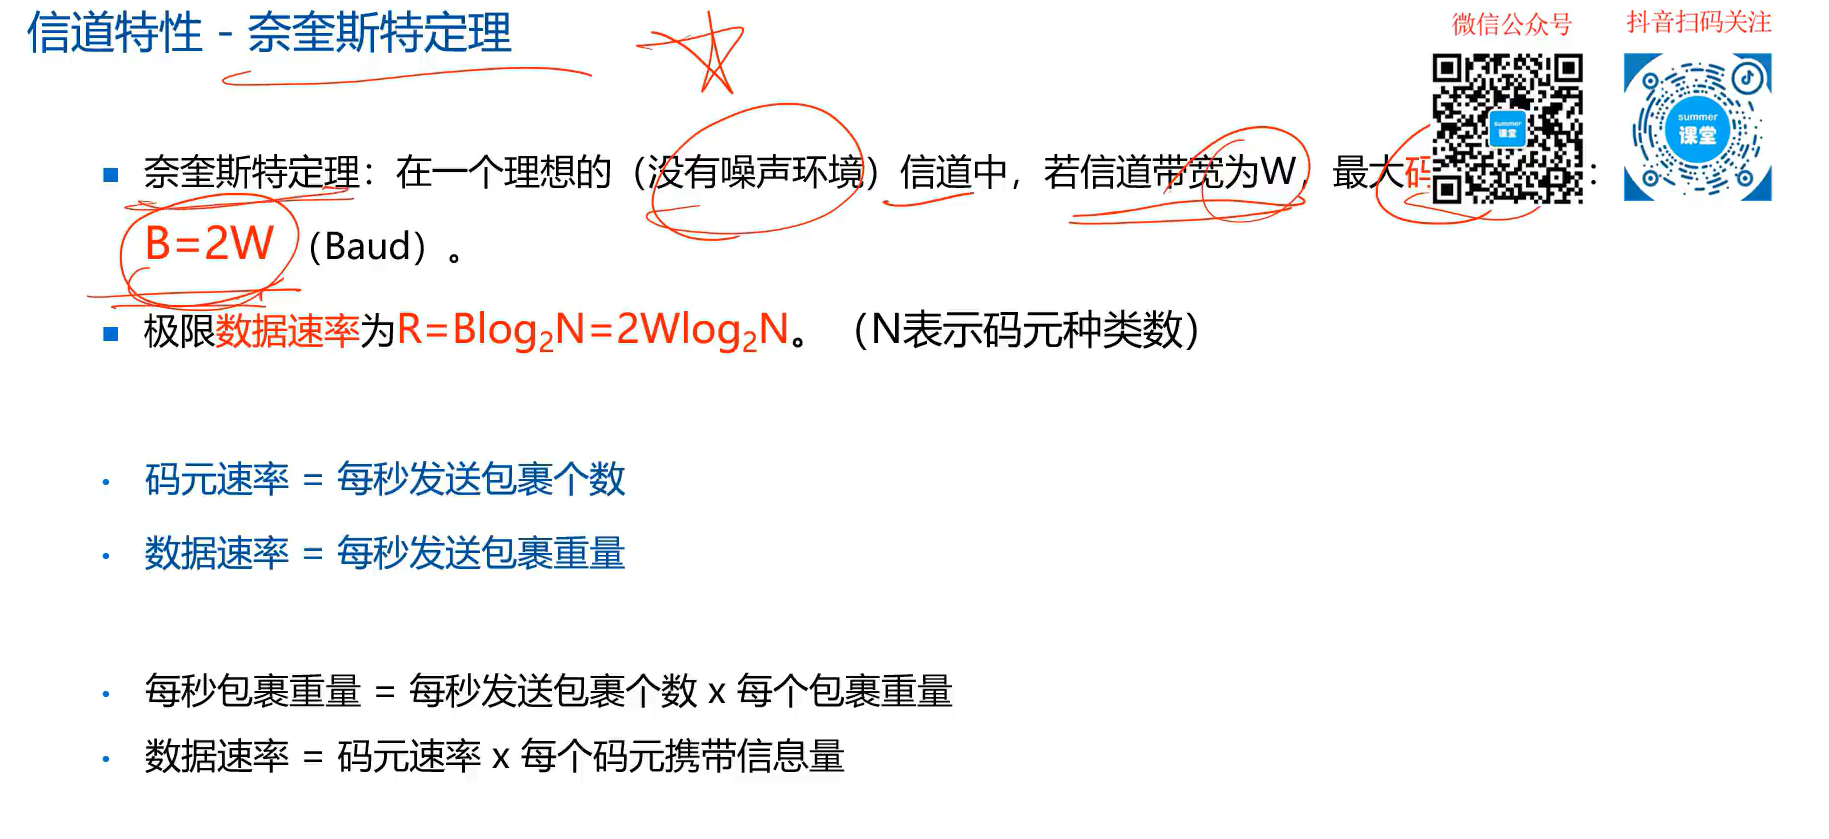 信道特性 - 奈奎斯特定理
微信公众号
抖音扫码关注
summer
课堂
summer
课堂
■ 奈奎斯特定理：在一个理想的（没有噪声环境）信道中，若信道带宽为W，最大码：
B=2W（Baud）。
■ 极限数据速率为R=Blog₂N=2Wlog₂N。（N表示码元种类数）
• 码元速率 = 每秒发送包裹个数
• 数据速率 = 每秒发送包裹重量
• 每秒包裹重量 = 每秒发送包裹个数 x 每个包裹重量
• 数据速率 = 码元速率 x 每个码元携带信息量